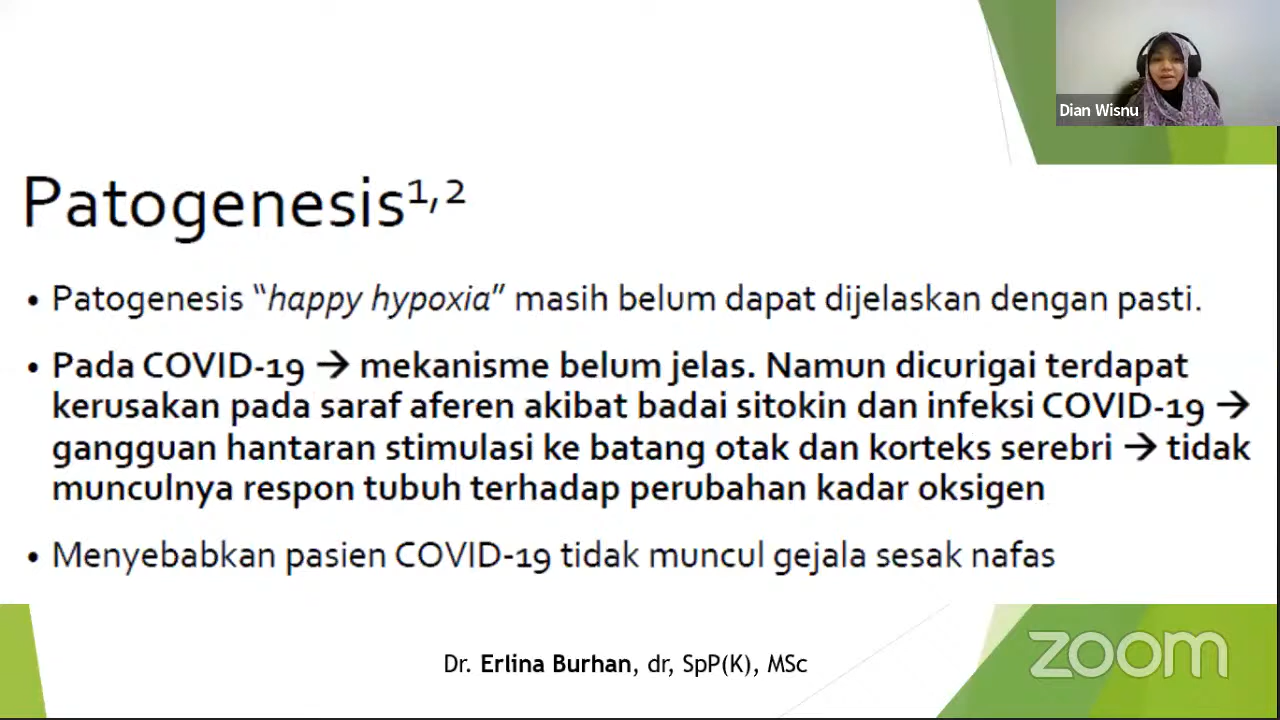 Dian Wisnu
Patogenesis1,2
• Patogenesis “happy hypoxia” masih belum dapat dijelaskan dengan pasti.
• Pada COVID-19 → mekanisme belum jelas. Namun dicurigai terdapat
kerusakan pada saraf aferen akibat badai sitokin dan infeksi COVID-19 →
gangguan hantaran stimulasi ke batang otak dan korteks serebri → tidak
munculnya respon tubuh terhadap perubahan kadar oksigen
• Menyebabkan pasien COVID-19 tidak muncul gejala sesak nafas
Dr. Erlina Burhan, dr, SpP(K), MSc
zoom